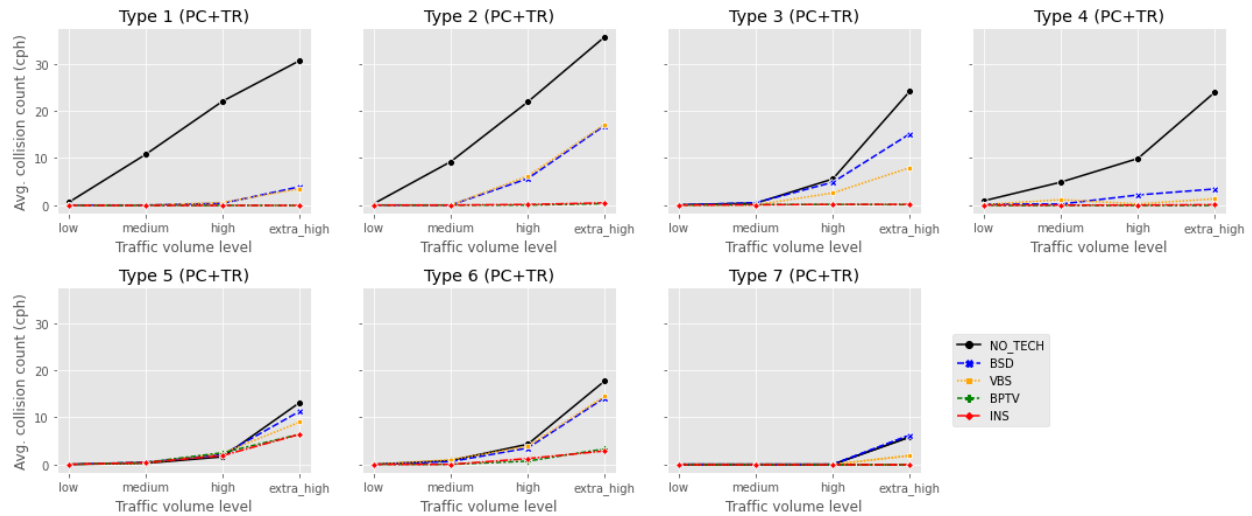 Type 1 (PC+TR)
Type 2 (PC+TR)
Type 3 (PC+TR)
Type 4 (PC+TR)
Avg. collision count (cph)
30
20
10
0
low medium high extra_high
low medium high extra_high
low medium high extra_high
low medium high extra_high
Traffic volume level
Traffic volume level
Traffic volume level
Traffic volume level
Type 5 (PC+TR)
Type 6 (PC+TR)
Type 7 (PC+TR)
Avg. collision count (cph)
30
20
10
0
low medium high extra_high
low medium high extra_high
low medium high extra_high
Traffic volume level
Traffic volume level
Traffic volume level
NO_TECH
BSD
VBS
BPTV
INS